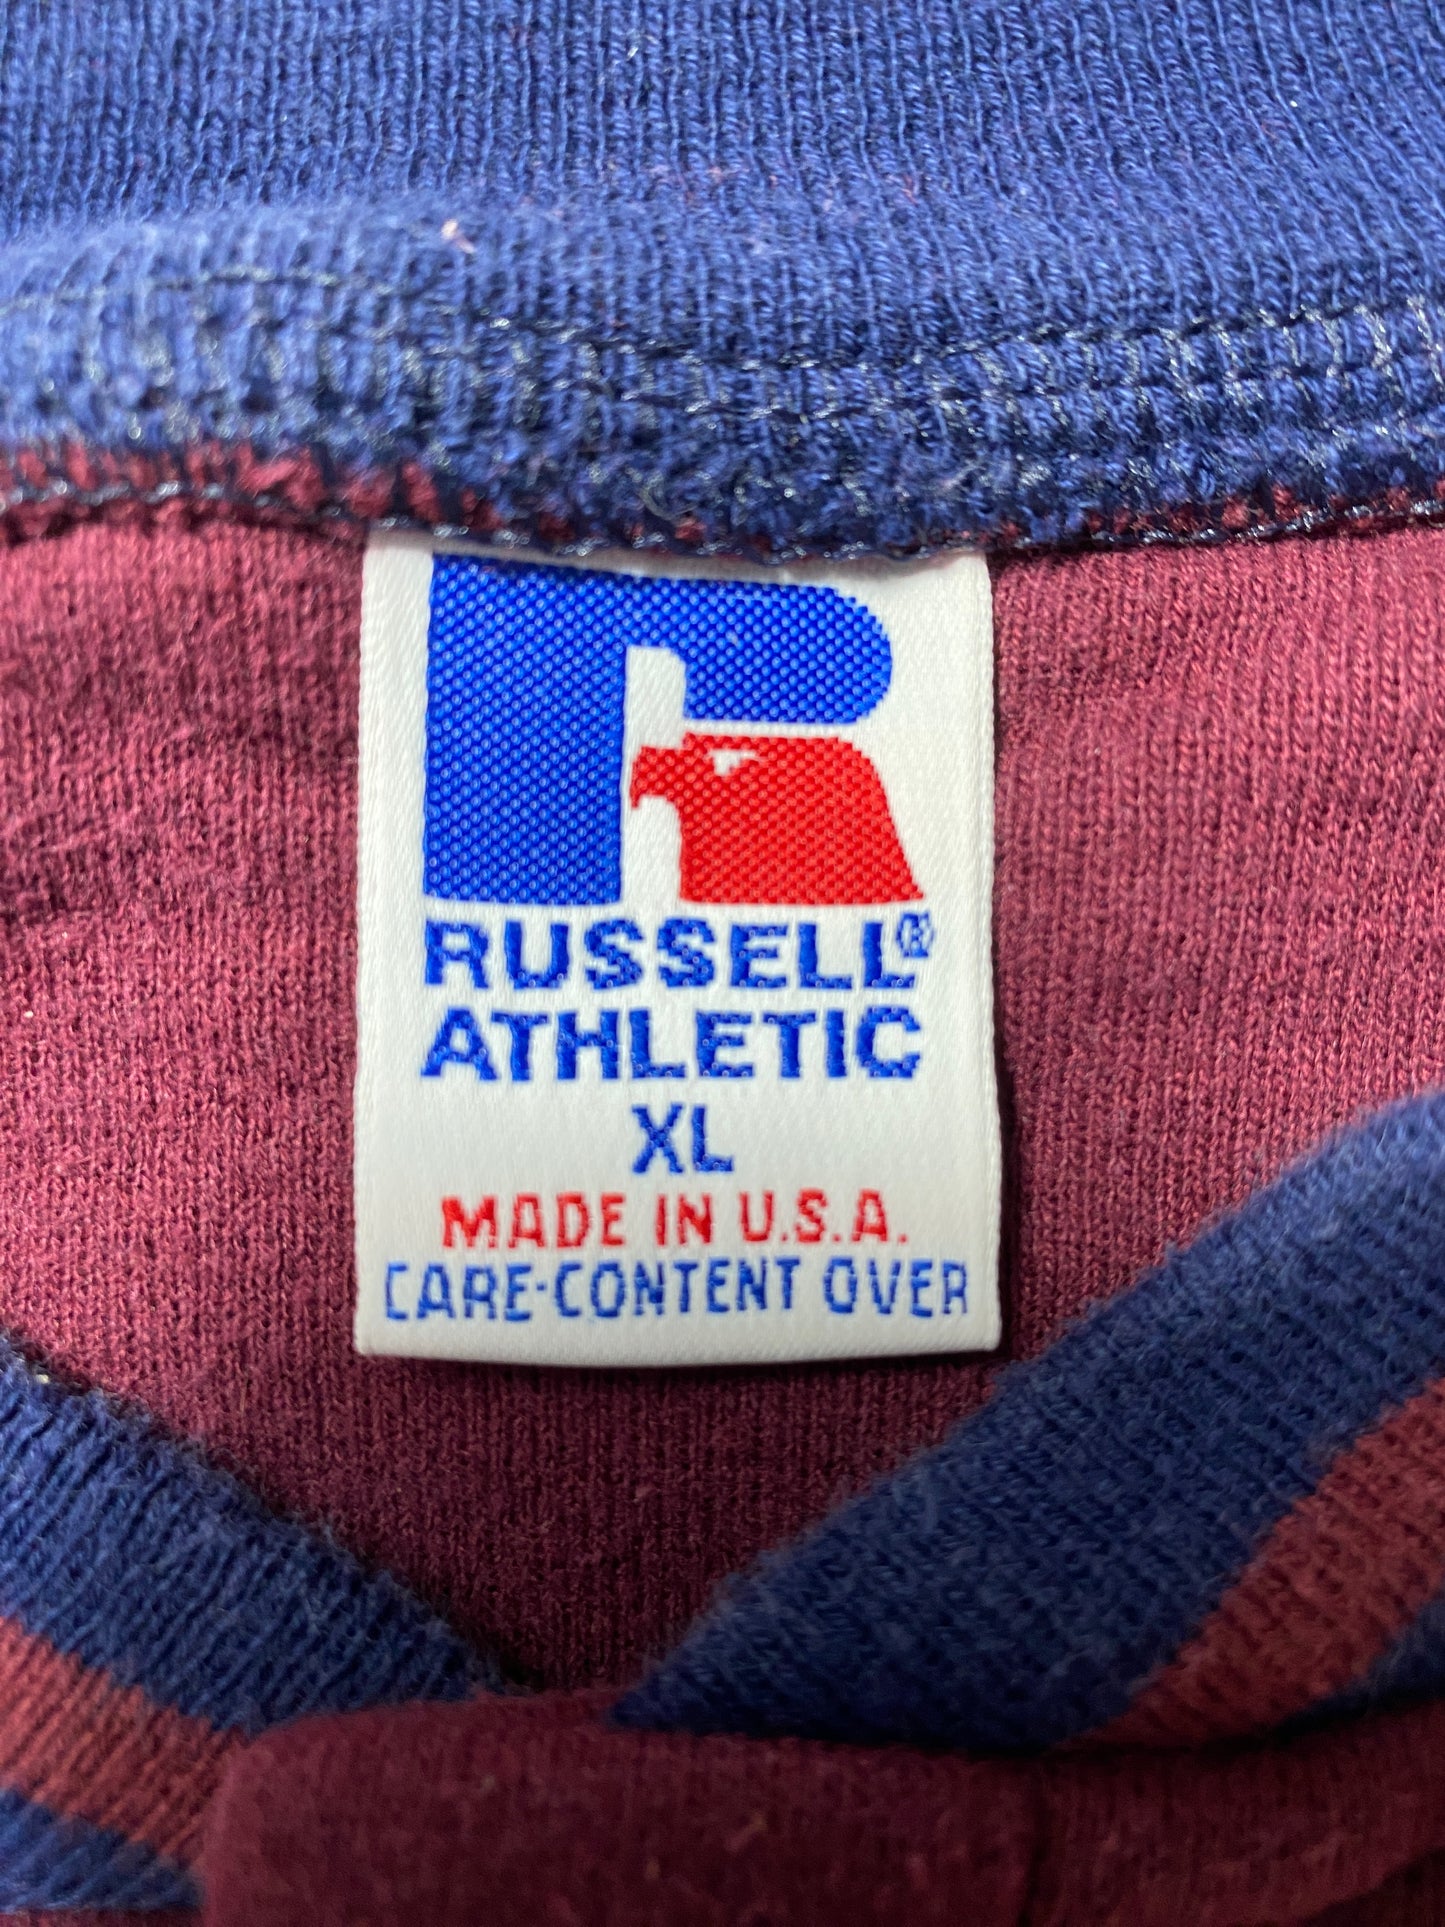 RUSSELL®
ATHLETIC
XL
MADE IN U.S.A.
CARE-CONTENT OVER